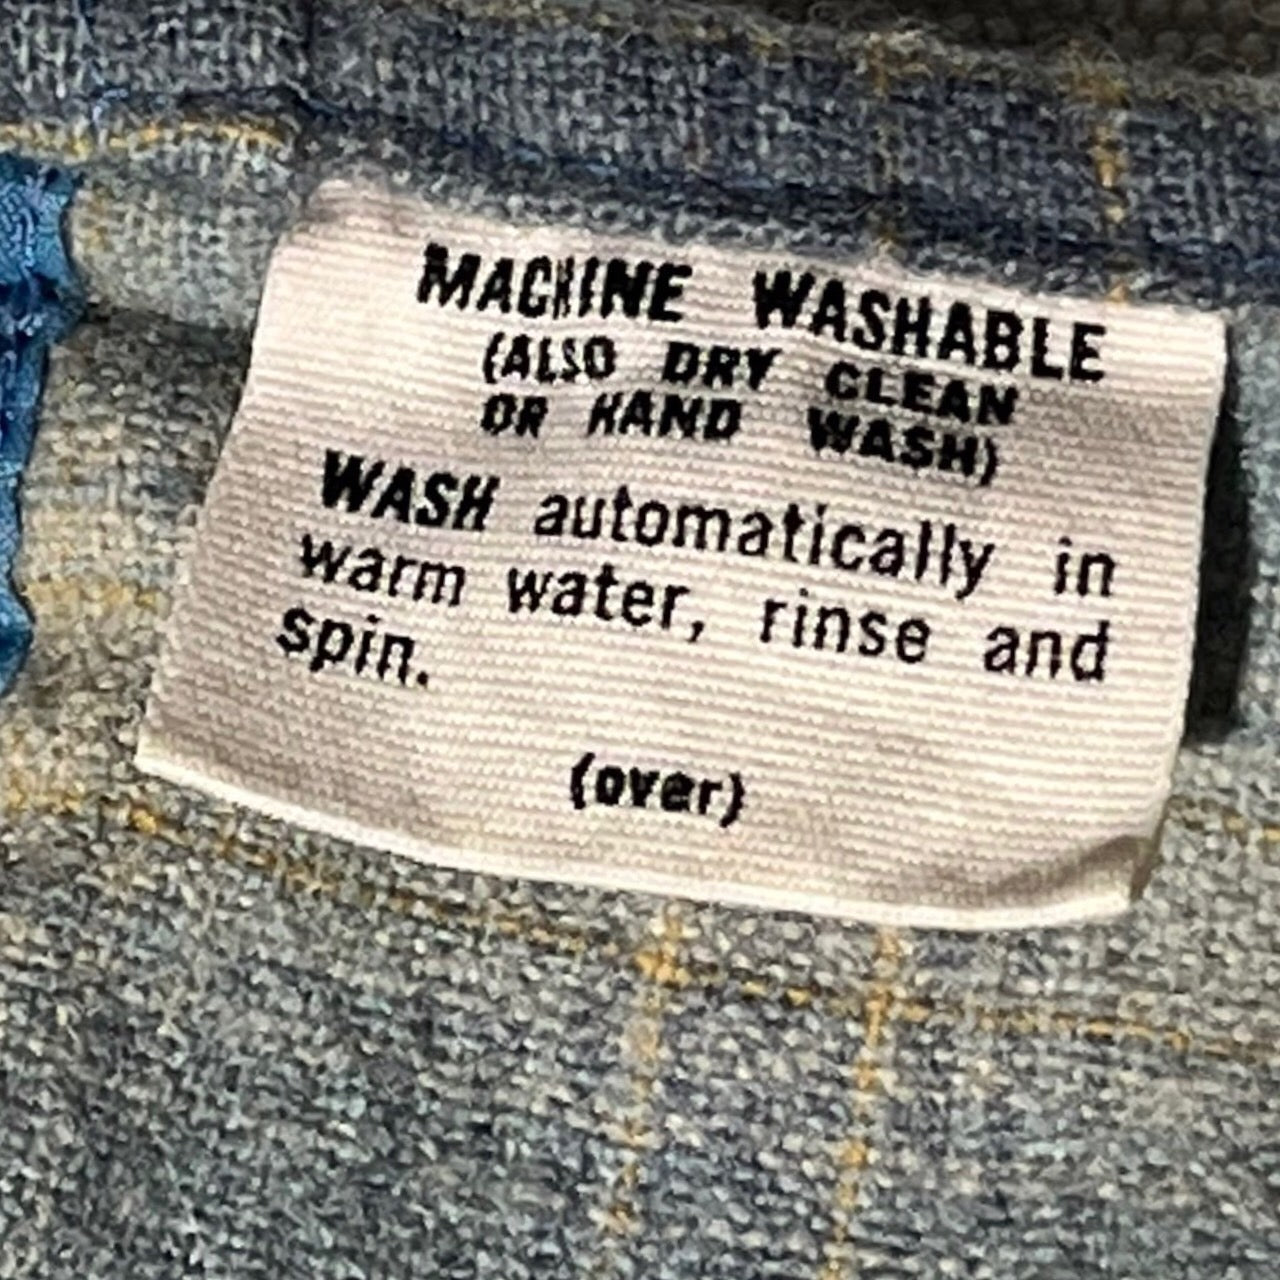 MACHINE WASHABLE
(ALSO DRY CLEAN
OR HAND WASH)
WASH automatically in
warm water, rinse and
spin.
(over)